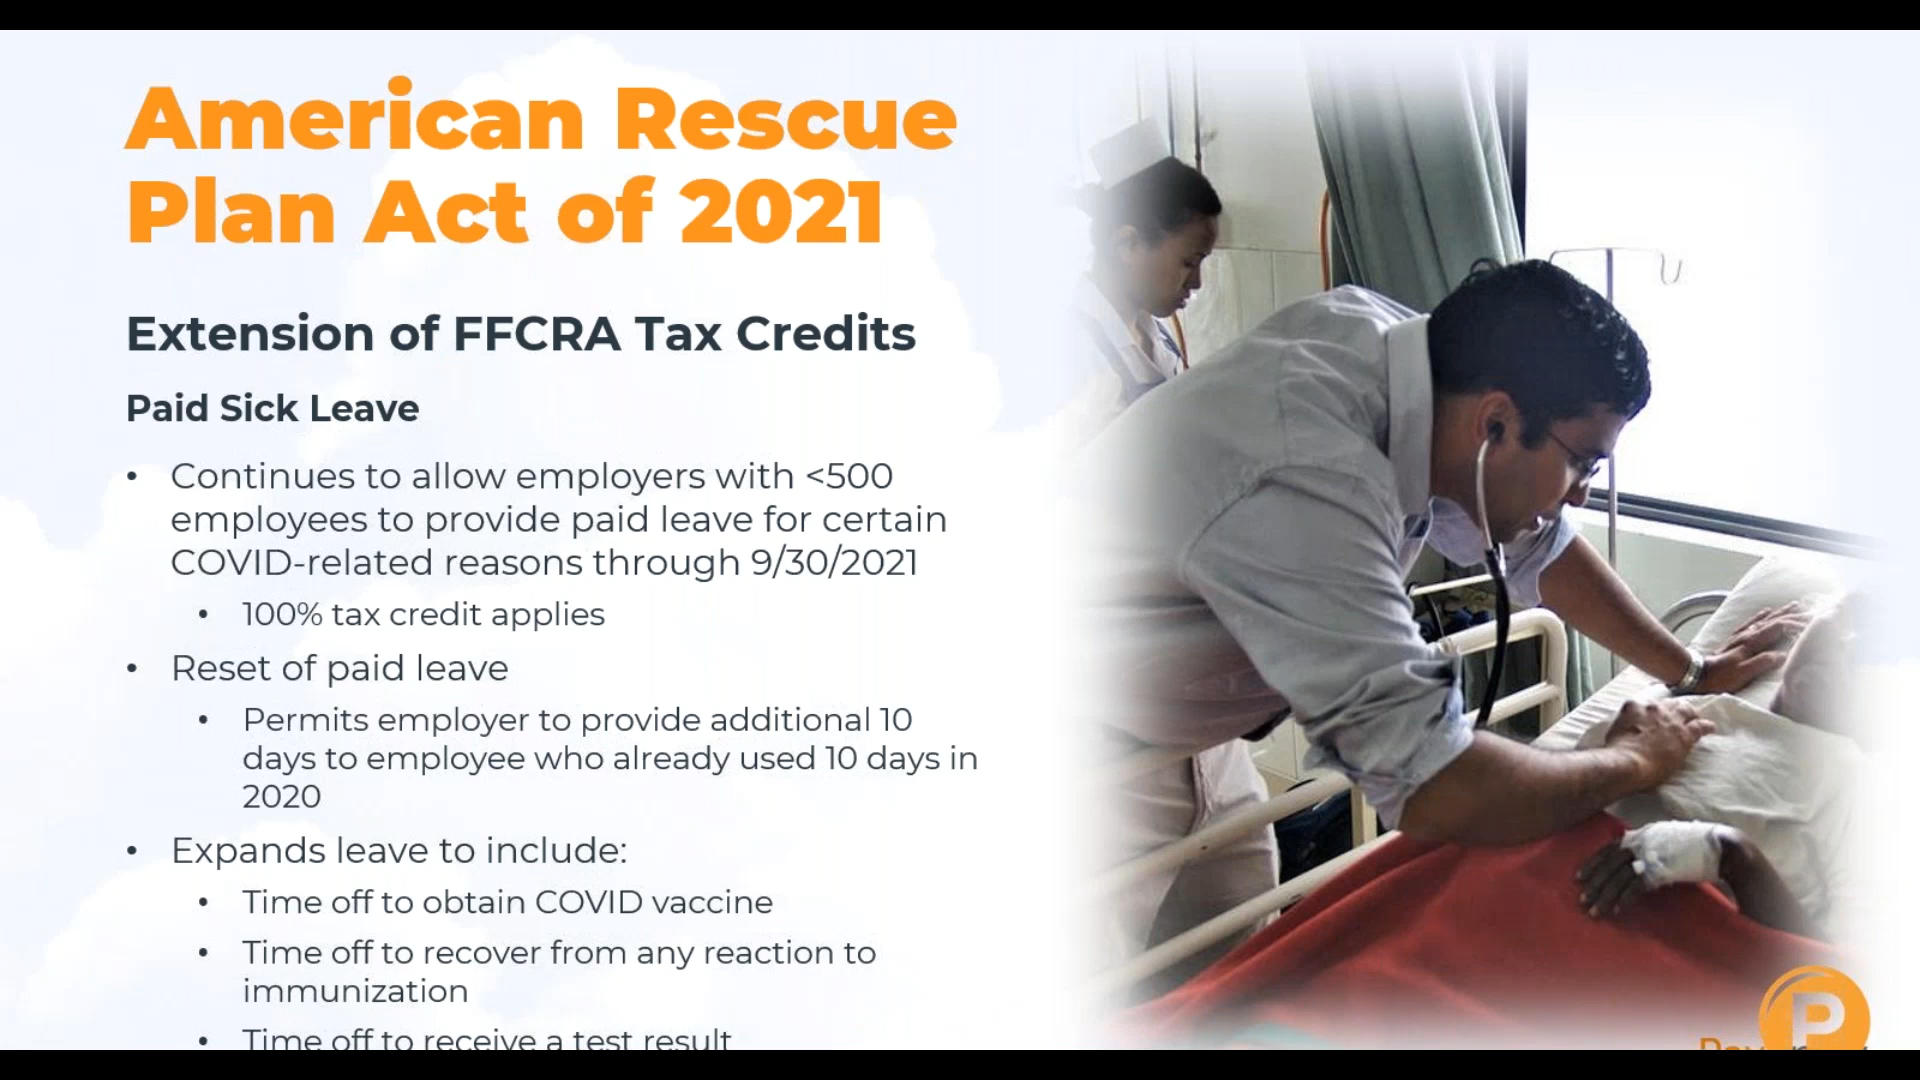 American Rescue
Plan Act of 2021
Extension of FFCRA Tax Credits
Paid Sick Leave
• Continues to allow employers with <500
employees to provide paid leave for certain
COVID-related reasons through 9/30/2021
• 100% tax credit applies
• Reset of paid leave
• Permits employer to provide additional 10
days to employee who already used 10 days in
2020
• Expands leave to include:
• Time off to obtain COVID vaccine
• Time off to recover from any reaction to
immunization
• Time off to receive a test result
P